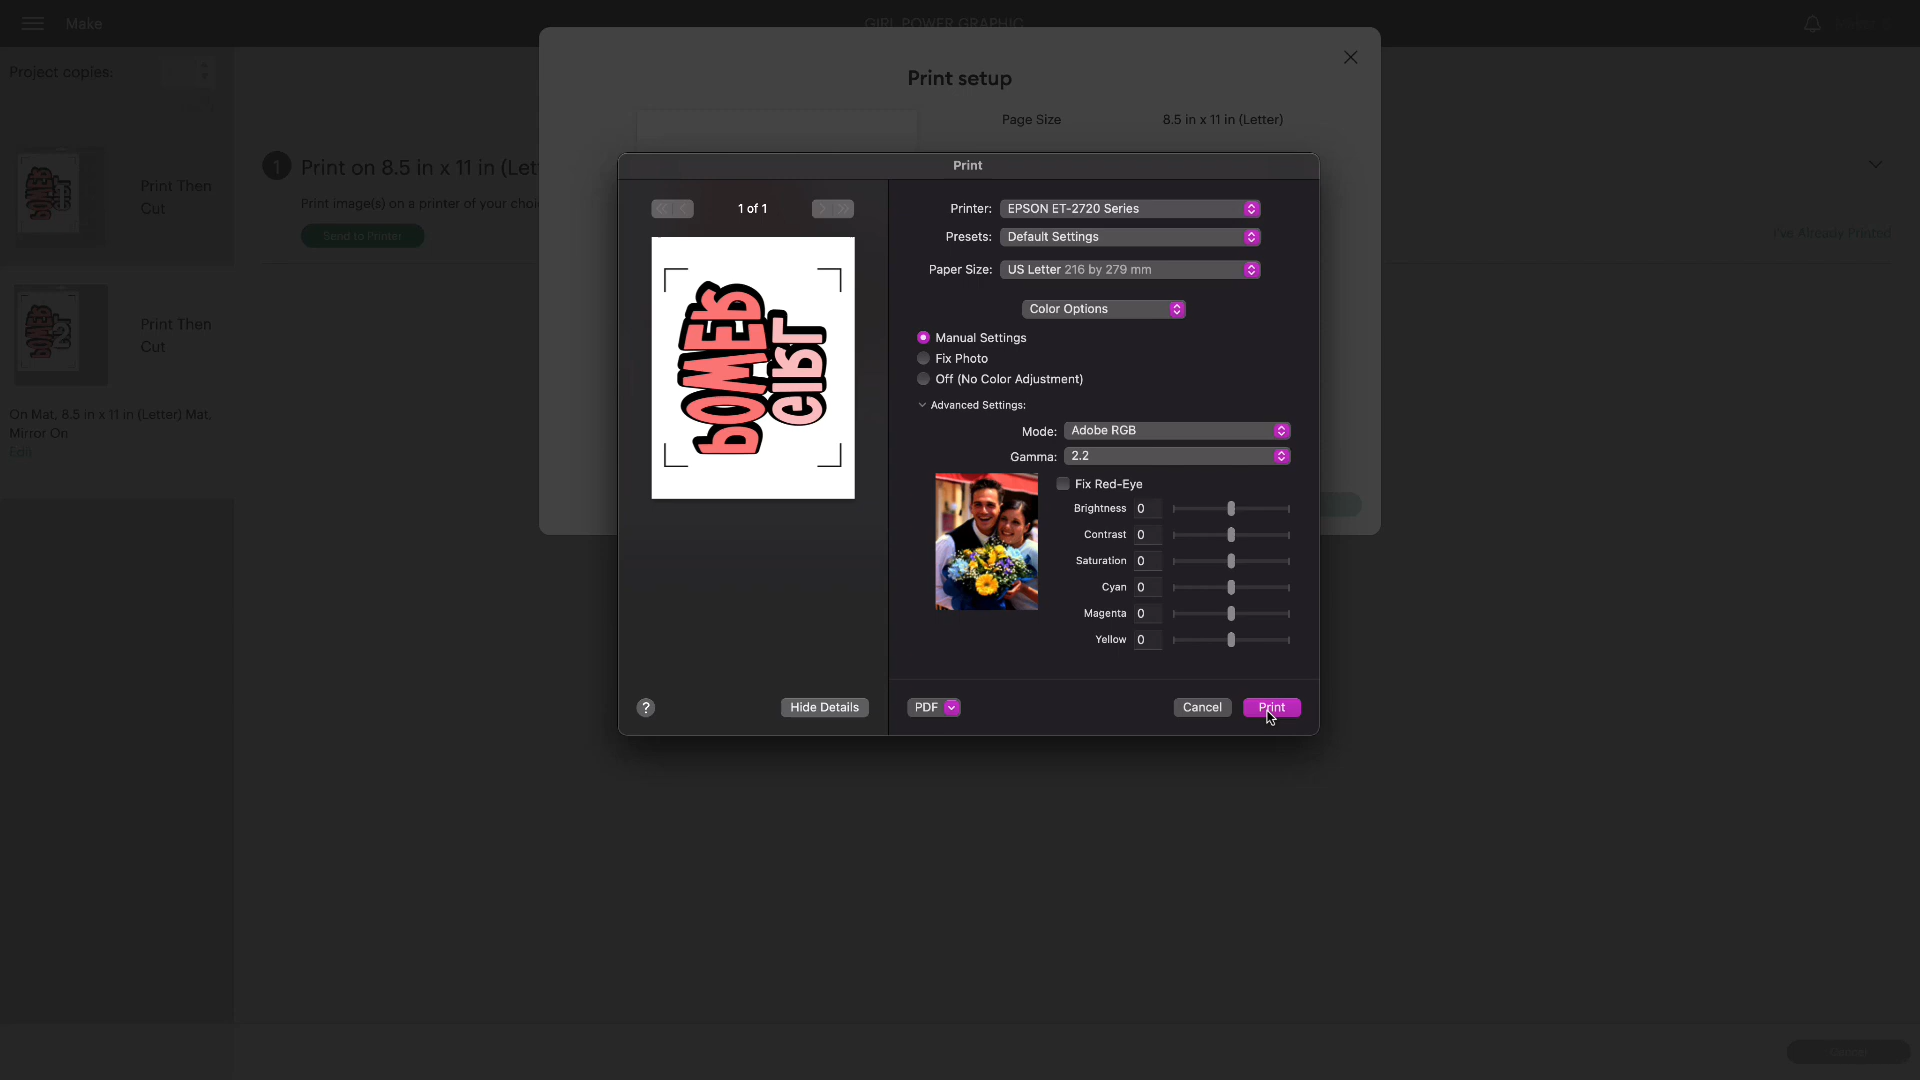 Make
GIRL POWER GRAPHIC
Project copies:
Print setup
Page Size
8.5 in x 11 in (Letter)
Print Then
Cut
1
Print on 8.5 in x 11 in (Let
Print image(s) on a printer of your choi
Send to Printer
I've Already Printed
Print Then
Cut
On Mat, 8.5 in x 11 in (Letter) Mat,
Mirror On
Edit
Print
1 of 1
GIRL
POWER
Printer:
EPSON ET-2720 Series
Presets:
Default Settings
Paper Size:
US Letter 216 by 279 mm
Color Options
Manual Settings
Fix Photo
Off (No Color Adjustment)
Advanced Settings:
Mode:
Adobe RGB
Gamma:
2.2
Fix Red-Eye
Brightness 0
Contrast 0
Saturation 0
Cyan 0
Magenta 0
Yellow 0
?
Hide Details
PDF
Cancel
Print
Cancel